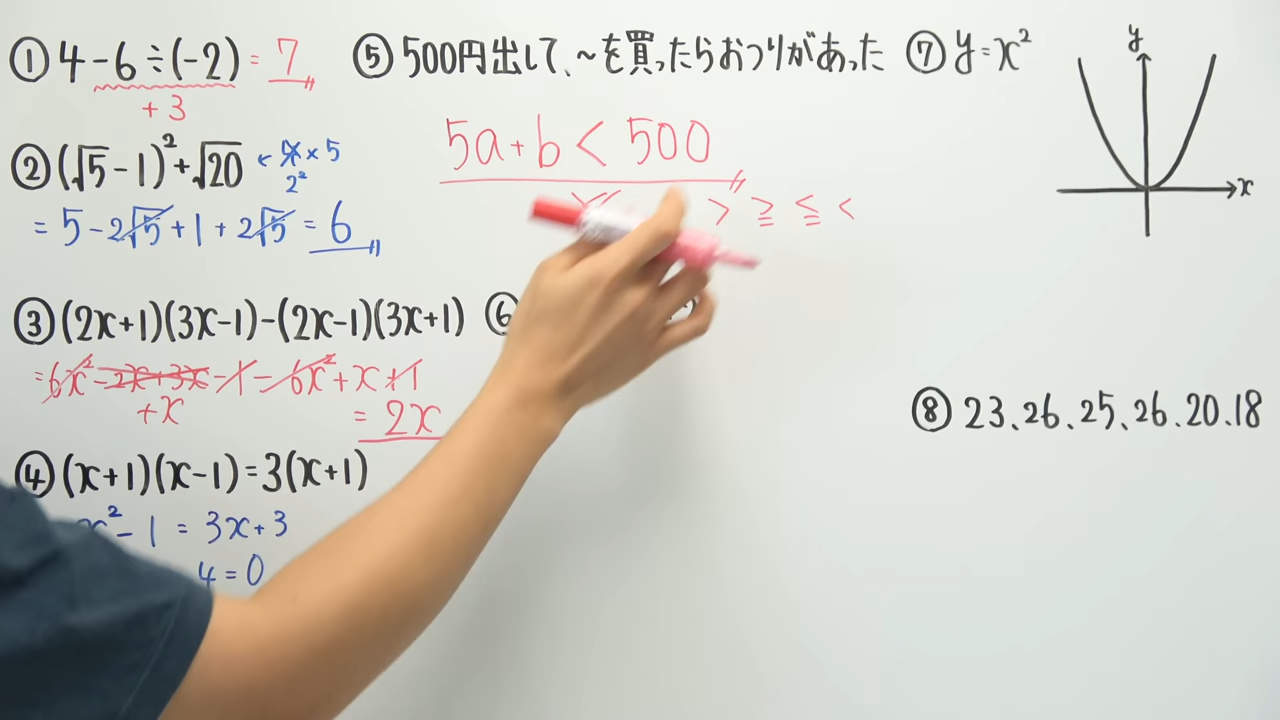 ① 4-6÷(-2) = 7
+3
② (√5-1)²+√20 ← 4×5
2²
= 5-2√5+1+2√5 = 6
③ (2x+1)(3x-1)-(2x-1)(3x+1)
=6x²-2x+3x-1-6x²+x+1
+x
= 2x
④ (x+1)(x-1)=3(x+1)
x²-1 = 3x+3
4=0
⑤ 500円出して、~を買ったらおつりがあった
5a+b<500
> ≧ ≦ <
⑥
⑦ y=x²
y
x
⑧ 23、26、25、26、20、18